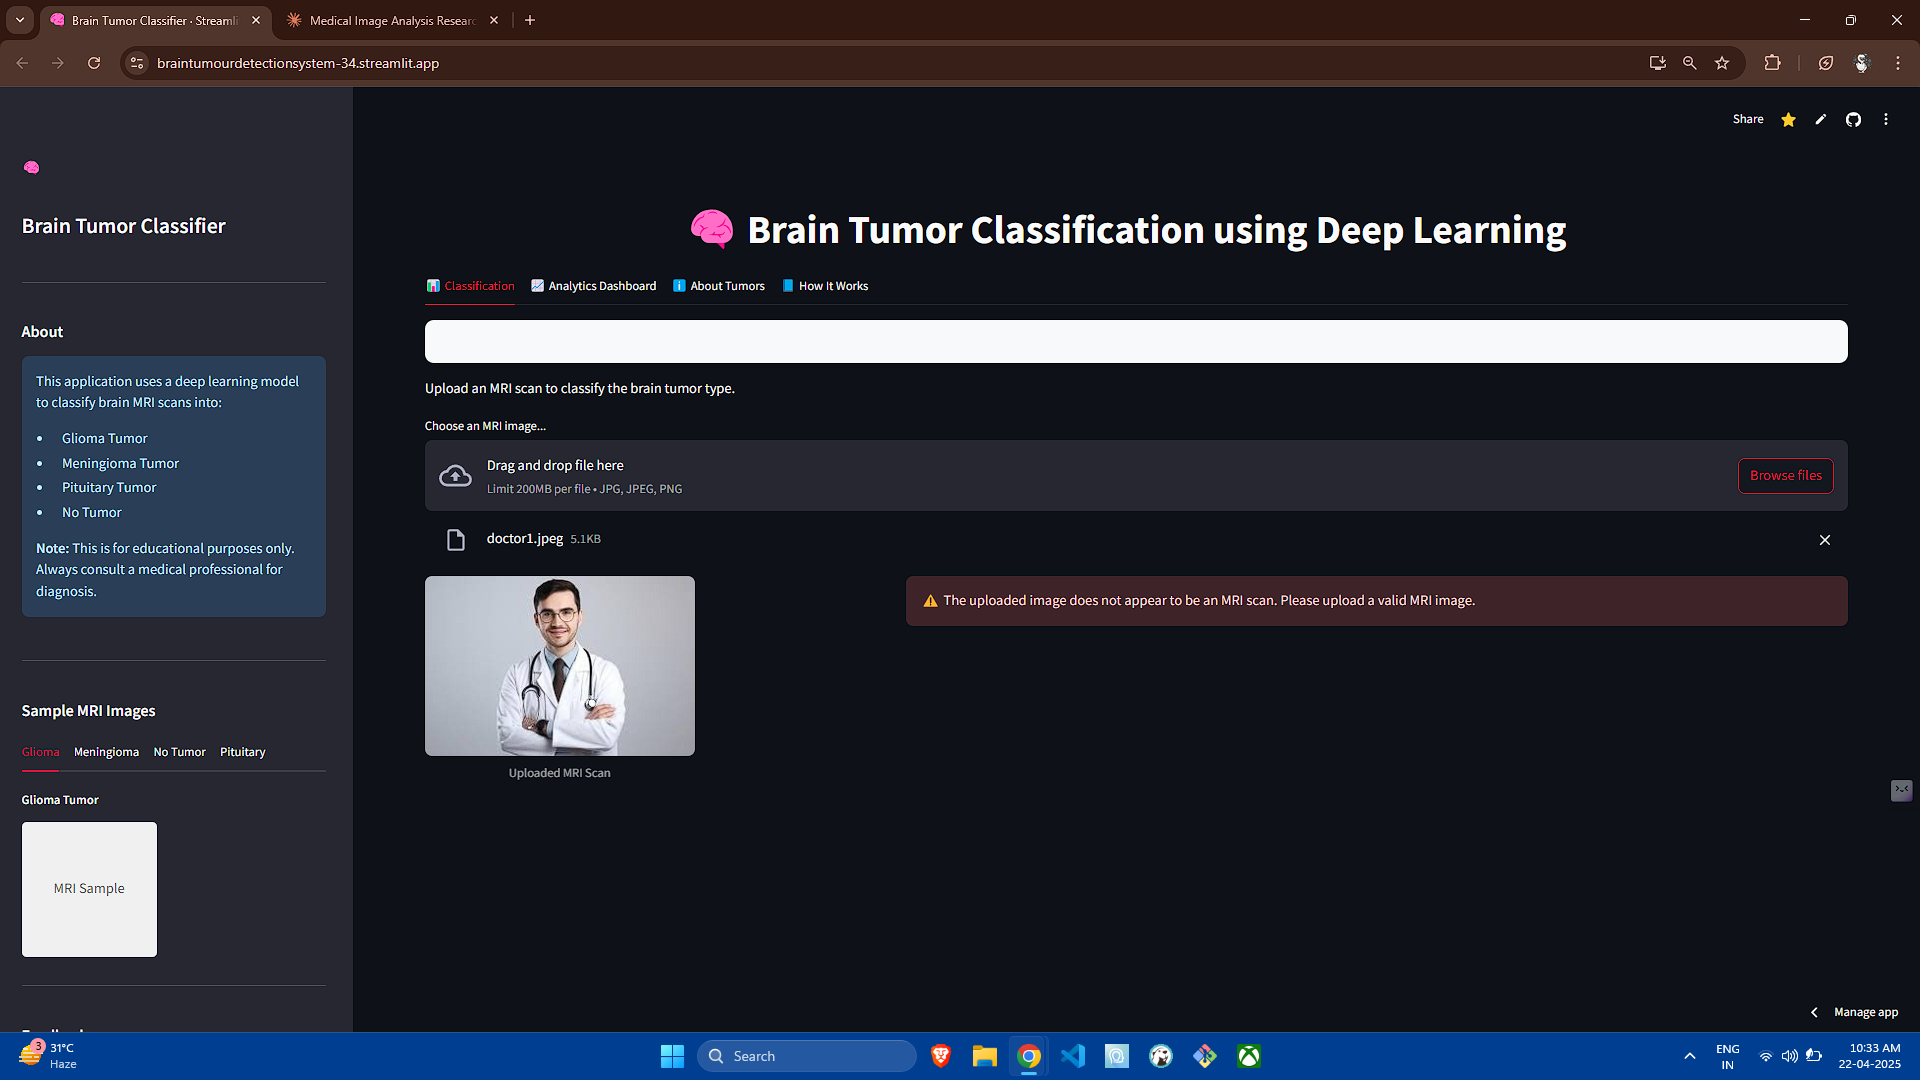 Brain Tumor Classifier · Streaml
Medical Image Analysis Resear
braintumourdetectionsystem-34.streamlit.app
Share
Brain Tumor Classifier
About
This application uses a deep learning model
to classify brain MRI scans into:
• Glioma Tumor
• Meningioma Tumor
• Pituitary Tumor
• No Tumor
Note: This is for educational purposes only.
Always consult a medical professional for
diagnosis.
Sample MRI Images
Glioma Meningioma No Tumor Pituitary
Glioma Tumor
MRI Sample
Brain Tumor Classification using Deep Learning
Classification Analytics Dashboard About Tumors How It Works
Upload an MRI scan to classify the brain tumor type.
Choose an MRI image...
Drag and drop file here
Limit 200MB per file • JPG, JPEG, PNG
Browse files
doctor1.jpeg 5.1KB
The uploaded image does not appear to be an MRI scan. Please upload a valid MRI image.
Uploaded MRI Scan
Manage app
3
31°C
Haze
Search
ENG
IN
10:33 AM
22-04-2025